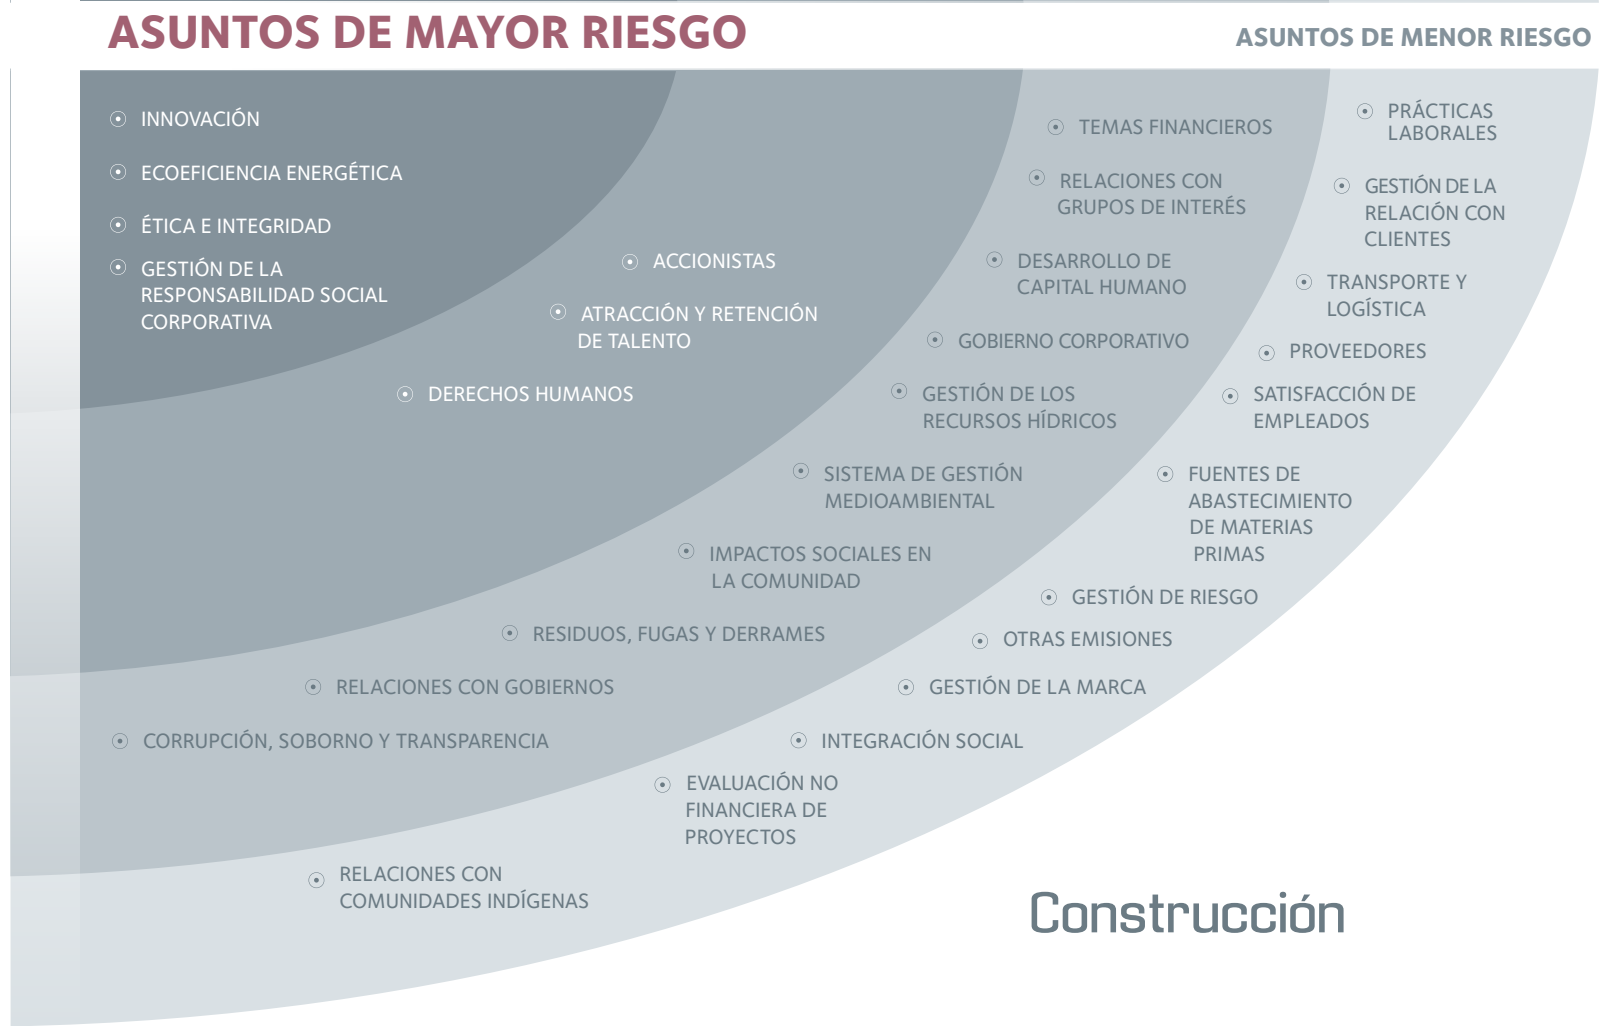 ASUNTOS DE MAYOR RIESGO
ASUNTOS DE MENOR RIESGO
INNOVACIÓN
ECOEFICIENCIA ENERGÉTICA
ÉTICA E INTEGRIDAD
GESTIÓN DE LA
RESPONSABILIDAD SOCIAL
CORPORATIVA
ACCIONISTAS
ATRACCIÓN Y RETENCIÓN
DE TALENTO
DERECHOS HUMANOS
TEMAS FINANCIEROS
RELACIONES CON
GRUPOS DE INTERÉS
DESARROLLO DE
CAPITAL HUMANO
GOBIERNO CORPORATIVO
GESTIÓN DE LOS
RECURSOS HÍDRICOS
SISTEMA DE GESTIÓN
MEDIOAMBIENTAL
IMPACTOS SOCIALES EN
LA COMUNIDAD
RESIDUOS, FUGAS Y DERRAMES
RELACIONES CON GOBIERNOS
CORRUPCIÓN, SOBORNO Y TRANSPARENCIA
PRÁCTICAS
LABORALES
GESTIÓN DE LA
RELACIÓN CON
CLIENTES
TRANSPORTE Y
LOGÍSTICA
PROVEEDORES
SATISFACCIÓN DE
EMPLEADOS
FUENTES DE
ABASTECIMIENTO
DE MATERIAS
PRIMAS
GESTIÓN DE RIESGO
OTRAS EMISIONES
GESTIÓN DE LA MARCA
INTEGRACIÓN SOCIAL
EVALUACIÓN NO
FINANCIERA DE
PROYECTOS
RELACIONES CON
COMUNIDADES INDÍGENAS
Construcción